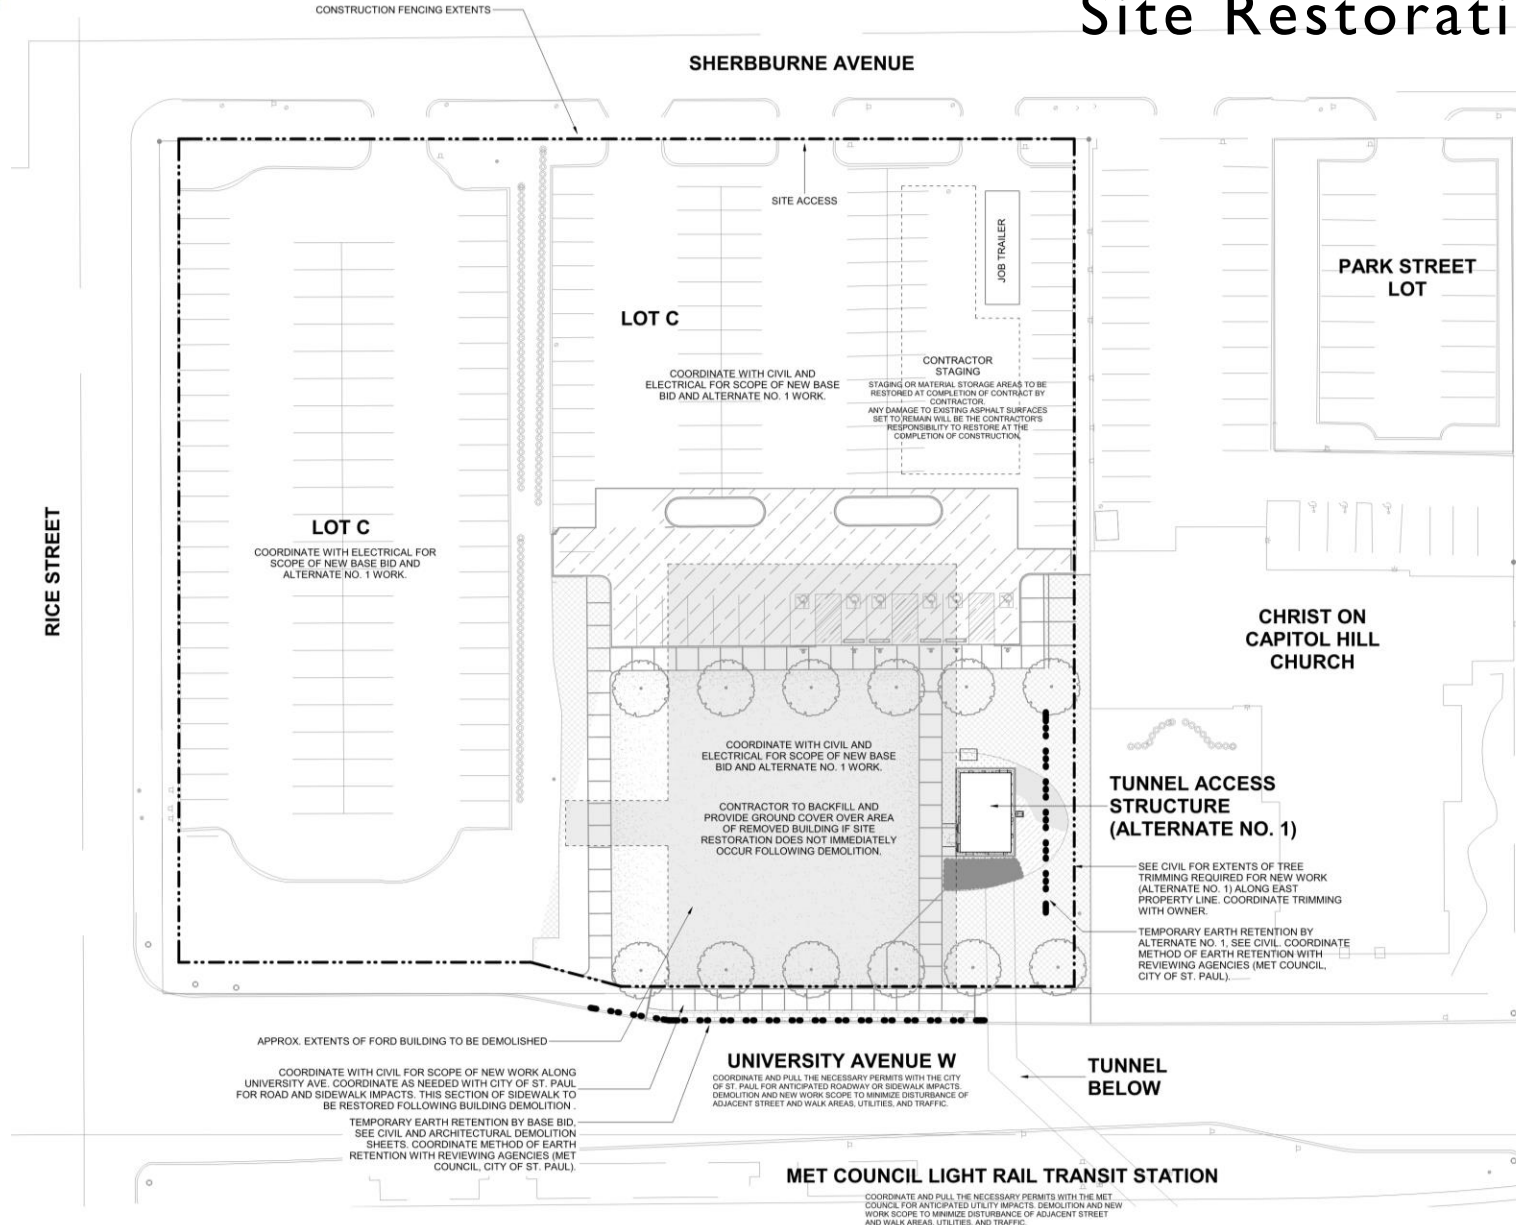 Site Restorati
CONSTRUCTION FENCING EXTENTS
SHERBBURNE AVENUE
SITE ACCESS
JOB TRAILER
PARK STREET
LOT
LOT C
COORDINATE WITH CIVIL AND
ELECTRICAL FOR SCOPE OF NEW BASE
BID AND ALTERNATE NO. 1 WORK.
CONTRACTOR
STAGING
STAGING OR MATERIAL STORAGE AREAS TO BE
RESTORED AT COMPLETION OF CONTRACT BY
CONTRACTOR.
ANY DAMAGE TO EXISTING ASPHALT SURFACES
SET TO REMAIN WILL BE THE CONTRACTOR'S
RESPONSIBILITY TO RESTORE AT THE
COMPLETION OF CONSTRUCTION.
RICE STREET
LOT C
COORDINATE WITH ELECTRICAL FOR
SCOPE OF NEW BASE BID AND
ALTERNATE NO. 1 WORK.
CHRIST ON
CAPITOL HILL
CHURCH
COORDINATE WITH CIVIL AND
ELECTRICAL FOR SCOPE OF NEW BASE
BID AND ALTERNATE NO. 1 WORK.
CONTRACTOR TO BACKFILL AND
PROVIDE GROUND COVER OVER AREA
OF REMOVED BUILDING IF SITE
RESTORATION DOES NOT IMMEDIATELY
OCCUR FOLLOWING DEMOLITION.
TUNNEL ACCESS
STRUCTURE
(ALTERNATE NO. 1)
SEE CIVIL FOR EXTENTS OF TREE
TRIMMING REQUIRED FOR NEW WORK
(ALTERNATE NO. 1) ALONG EAST
PROPERTY LINE. COORDINATE TRIMMING
WITH OWNER.
TEMPORARY EARTH RETENTION BY
ALTERNATE NO. 1, SEE CIVIL. COORDINATE
METHOD OF EARTH RETENTION WITH
REVIEWING AGENCIES (MET COUNCIL,
CITY OF ST. PAUL).
APPROX. EXTENTS OF FORD BUILDING TO BE DEMOLISHED
COORDINATE WITH CIVIL FOR SCOPE OF NEW WORK ALONG
UNIVERSITY AVE. COORDINATE AS NEEDED WITH CITY OF ST. PAUL
FOR ROAD AND SIDEWALK IMPACTS. THIS SECTION OF SIDEWALK TO
BE RESTORED FOLLOWING BUILDING DEMOLITION .
TEMPORARY EARTH RETENTION BY BASE BID,
SEE CIVIL AND ARCHITECTURAL DEMOLITION
SHEETS. COORDINATE METHOD OF EARTH
RETENTION WITH REVIEWING AGENCIES (MET
COUNCIL, CITY OF ST. PAUL).
UNIVERSITY AVENUE W
COORDINATE AND PULL THE NECESSARY PERMITS WITH THE CITY
OF ST. PAUL FOR ANTICIPATED ROADWAY OR SIDEWALK IMPACTS.
DEMOLITION AND NEW WORK SCOPE TO MINIMIZE DISTURBANCE OF
ADJACENT STREET AND WALK AREAS, UTILITIES, AND TRAFFIC.
TUNNEL
BELOW
MET COUNCIL LIGHT RAIL TRANSIT STATION
COORDINATE AND PULL THE NECESSARY PERMITS WITH THE MET
COUNCIL FOR ANTICIPATED UTILITY IMPACTS. DEMOLITION AND NEW
WORK SCOPE TO MINIMIZE DISTURBANCE OF ADJACENT STREET
AND WALK AREAS, UTILITIES, AND TRAFFIC.